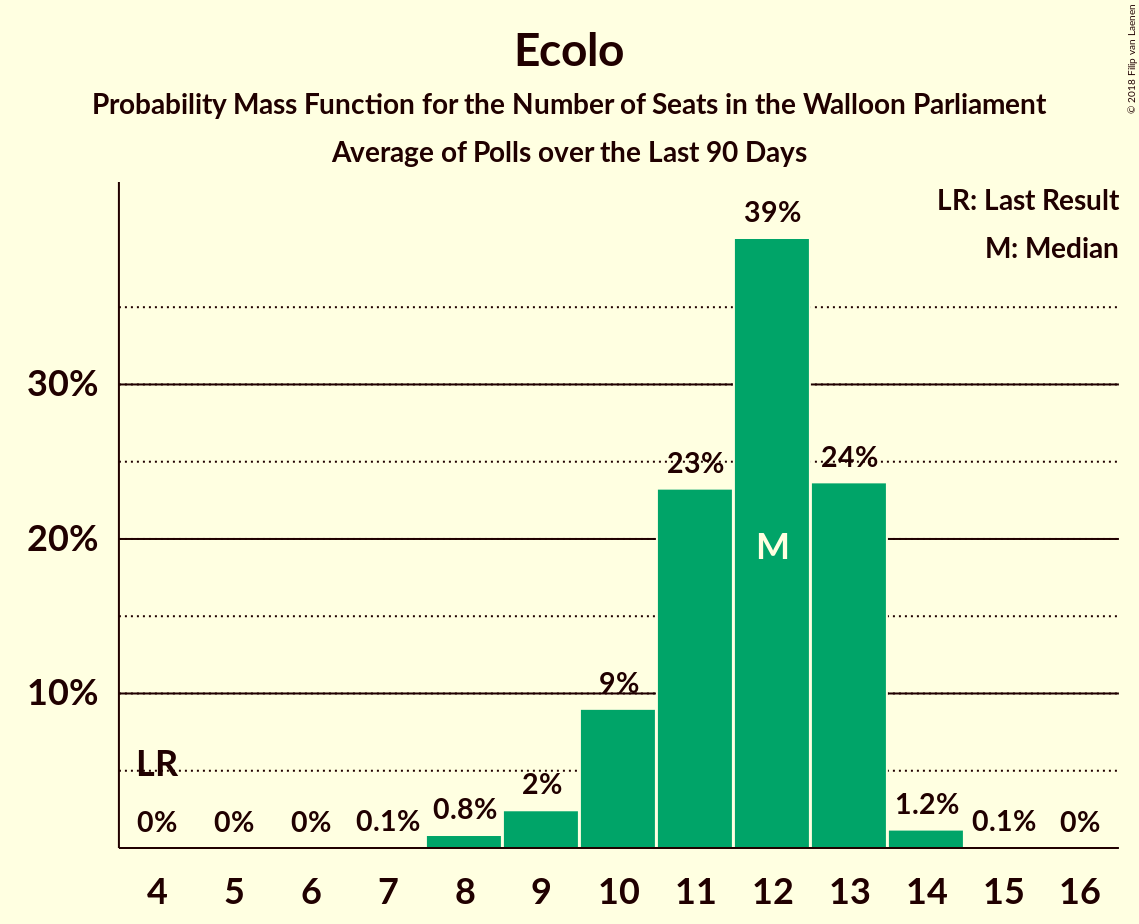 Ecolo
Probability Mass Function for the Number of Seats in the Walloon Parliament
Average of Polls over the Last 90 Days
© 2018 Filip van Laenen
LR: Last Result
M: Median
39%
30%
23%
24%
20%
M
10%
9%
LR
2%
0%
0%
0%
0.1%
0.8%
1.2%
0.1%
0%
4 5 6 7 8 9 10 11 12 13 14 15 16